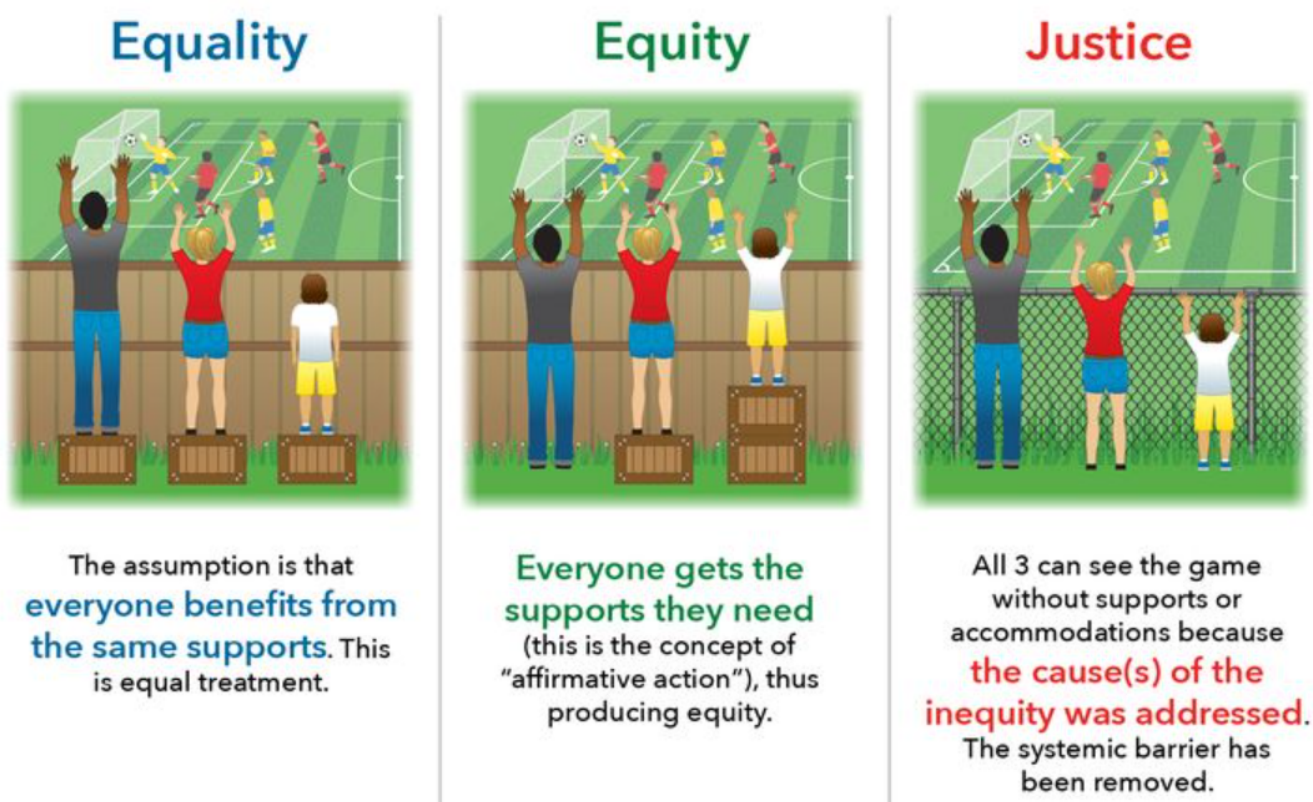 Equality
The assumption is that
everyone benefits from
the same supports. This
is equal treatment.
Equity
Everyone gets the
supports they need
(this is the concept of
“affirmative action”), thus
producing equity.
Justice
All 3 can see the game
without supports or
accommodations because
the cause(s) of the
inequity was addressed.
The systemic barrier has
been removed.